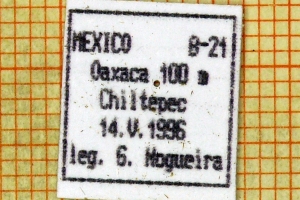 MEXICO B-21
Oaxaca 100 m
Chiltepec
14.V.1996
leg. G. Nogueira